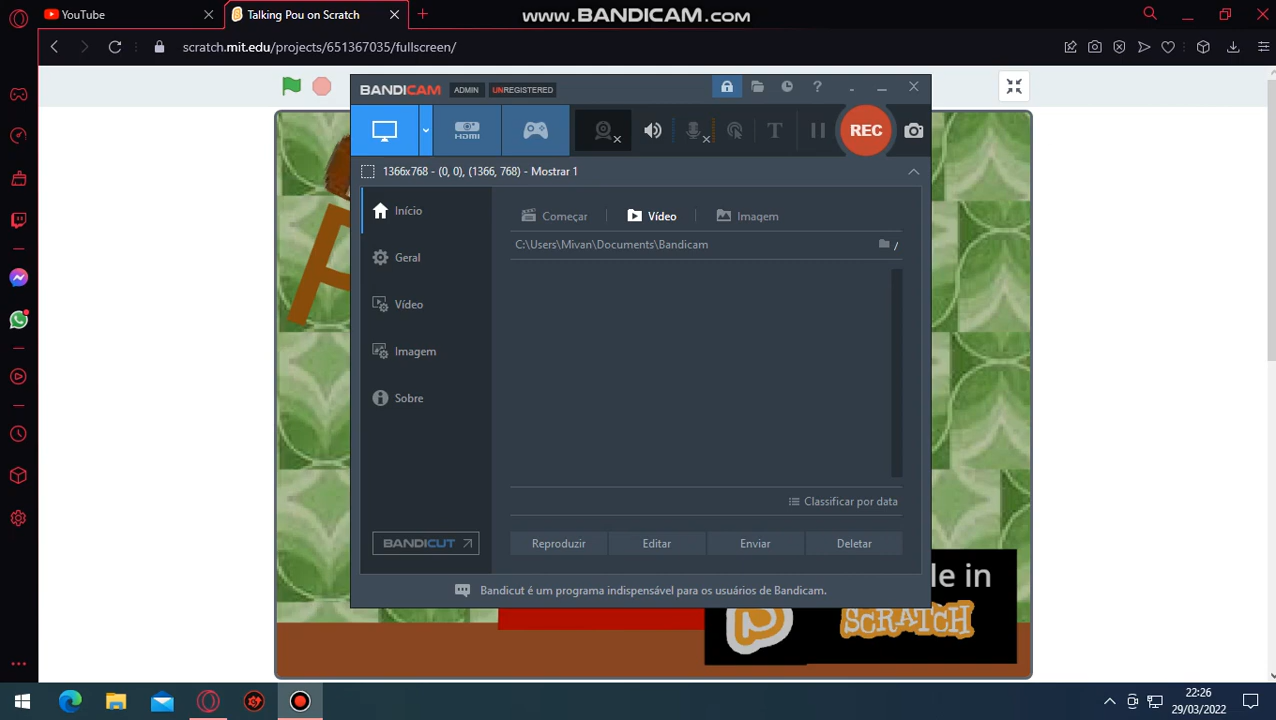 YouTube
Talking Pou on Scratch
www.BANDICAM.com
scratch.mit.edu/projects/651367035/fullscreen/
BANDICAM ADMIN UNREGISTERED
HDMI
REC
1366x768 - (0, 0), (1366, 768) - Mostrar 1
Início
Geral
Vídeo
Imagem
Sobre
BANDICUT
Começar
Vídeo
Imagem
C:\Users\Mivan\Documents\Bandicam
/
Classificar por data
Reproduzir
Editar
Enviar
Deletar
Bandicut é um programa indispensável para os usuários de Bandicam.
le in
SCRATCH
22:26
29/03/2022